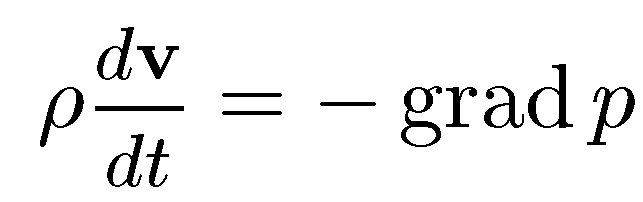 ρ d𝐯/dt = − grad p